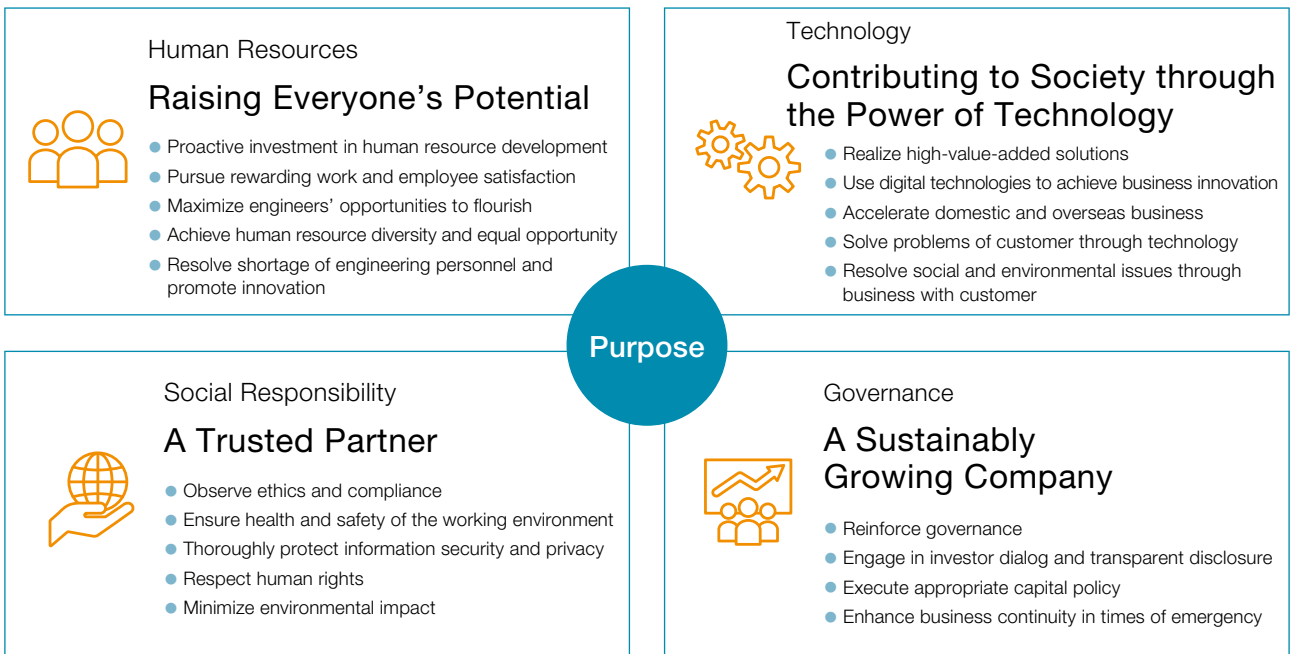 Human Resources
Raising Everyone's Potential
● Proactive investment in human resource development
● Pursue rewarding work and employee satisfaction
● Maximize engineers' opportunities to flourish
● Achieve human resource diversity and equal opportunity
● Resolve shortage of engineering personnel and
promote innovation
Technology
Contributing to Society through
the Power of Technology
● Realize high-value-added solutions
● Use digital technologies to achieve business innovation
● Accelerate domestic and overseas business
● Solve problems of customer through technology
● Resolve social and environmental issues through
business with customer
Purpose
Social Responsibility
A Trusted Partner
● Observe ethics and compliance
● Ensure health and safety of the working environment
● Thoroughly protect information security and privacy
● Respect human rights
● Minimize environmental impact
Governance
A Sustainably
Growing Company
● Reinforce governance
● Engage in investor dialog and transparent disclosure
● Execute appropriate capital policy
● Enhance business continuity in times of emergency